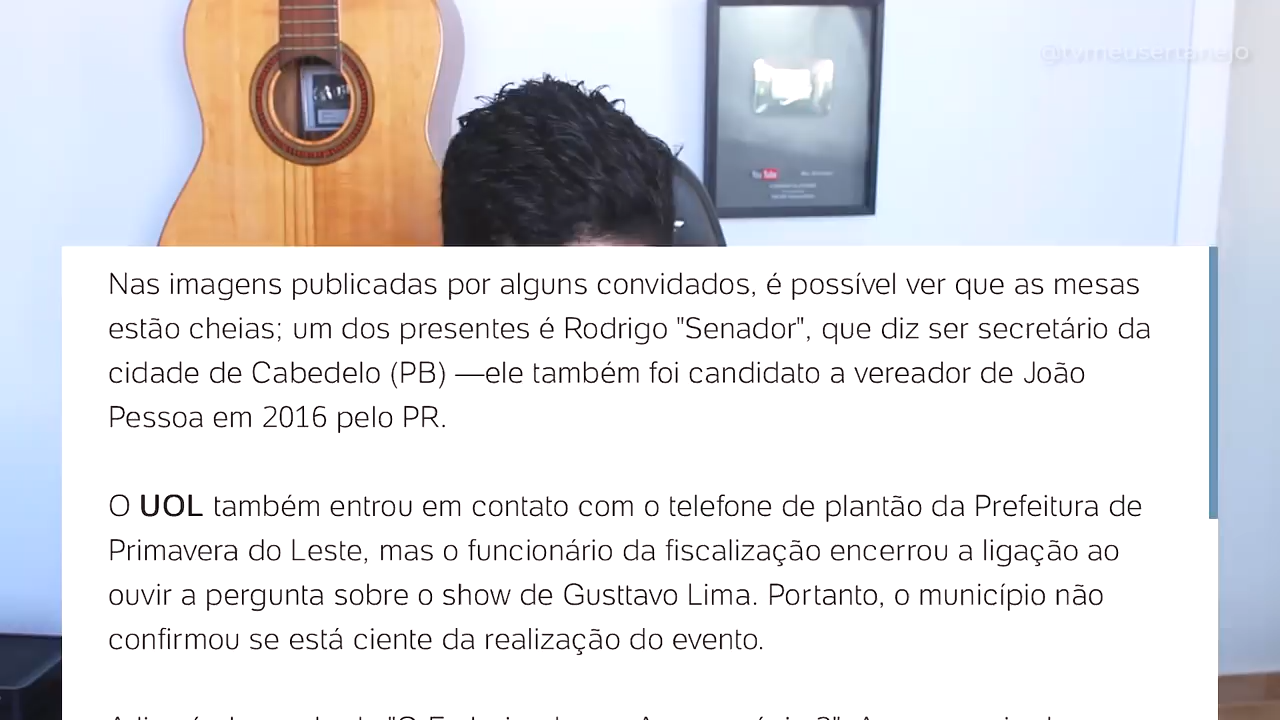 @tvmeusertanejo
YouTube
Nas imagens publicadas por alguns convidados, é possível ver que as mesas
estão cheias; um dos presentes é Rodrigo "Senador", que diz ser secretário da
cidade de Cabedelo (PB) —ele também foi candidato a vereador de João
Pessoa em 2016 pelo PR.
O UOL também entrou em contato com o telefone de plantão da Prefeitura de
Primavera do Leste, mas o funcionário da fiscalização encerrou a ligação ao
ouvir a pergunta sobre o show de Gusttavo Lima. Portanto, o município não
confirmou se está ciente da realização do evento.